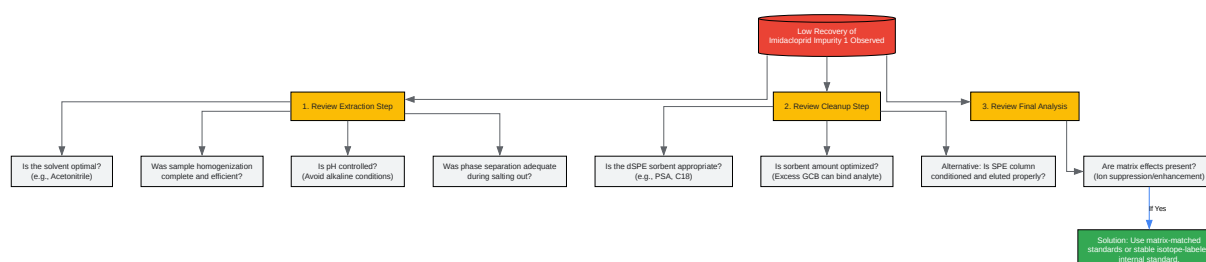 Low Recovery of
Imidacloprid Impurity 1 Observed
1. Review Extraction Step
2. Review Cleanup Step
3. Review Final Analysis
Is the solvent optimal?
(e.g., Acetonitrile)
Was sample homogenization
complete and efficient?
Is pH controlled?
(Avoid alkaline conditions)
Was phase separation adequate
during salting out?
Is the dSPE sorbent appropriate?
(e.g., PSA, C18)
Is sorbent amount optimized?
(Excess GCB can bind analyte)
Alternative: Is SPE column
conditioned and eluted properly?
Are matrix effects present?
(Ion suppression/enhancement)
If Yes
Solution: Use matrix-matched
standards or stable isotope-labele
internal standard.